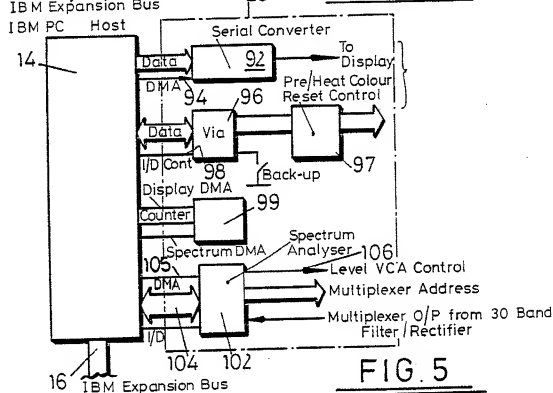 IBM Expansion Bus
IBM PC Host
14
Serial Converter
Data
92
To
Display
DMA
94
96
Pre/Heat Colour
Reset Control
Data
Via
I/D Cont
98
97
Back-up
Display DMA
Counter
99
Spectrum DMA
Spectrum
Analyser
106
105
DMA
Level VCA Control
Multiplexer Address
Multiplexer O/P from 30 Band
Filter/Rectifier
I/D
104
102
16
IBM Expansion Bus
FIG. 5